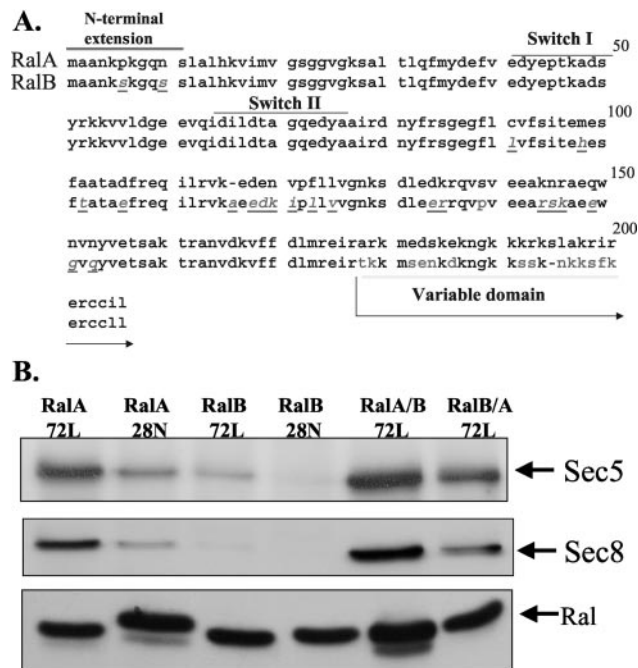 A.
N-terminal
extension
Switch I
50
RalA maankpkgqn slalhkvimv gsggvgksal tlqfmydefv edyeptkads
RalB maankskgqs slalhkvimv gsggvgksal tlqfmydefv edyeptkads
Switch II
100
yrkkvvldge evqidildta gqedyaaird nyfrsgegfl cvfsitemes
yrkkvvldge evqidildta gqedyaaird nyfrsgegfl lvfsitehes
150
faatadfreq ilrvk-eden vpfllvgnks dledkrqvsv eeaknraeqw
ftataefreq ilrvkaeedk ipllvvgnks dleerrqvpv eearskaeew
200
nvnyvetsak tranvdkvff dlmreirark medskekngk kkrkslakrir
gvqyvetsak tranvdkvff dlmreirtkk msenkdkngk kssk-nkksfk
erccil
erccll
Variable domain
B.
RalA RalA RalB RalB RalA/B RalB/A
72L 28N 72L 28N 72L 72L
Sec5
Sec8
Ral